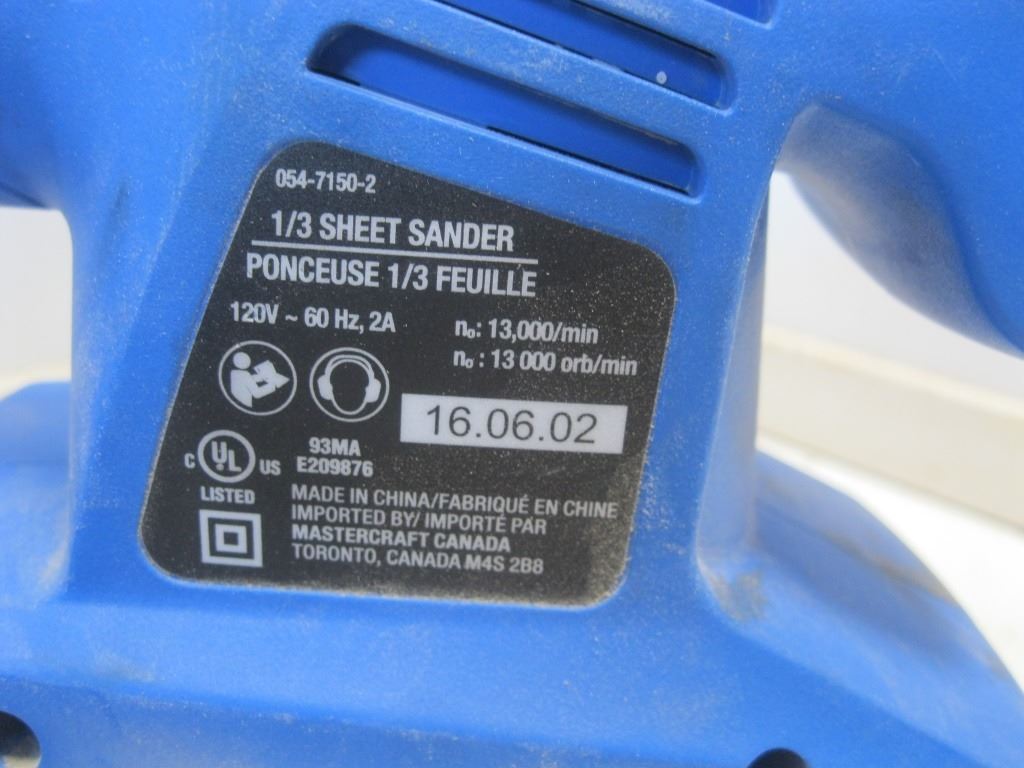 054-7150-2
1/3 SHEET SANDER
PONCEUSE 1/3 FEUILLE
120V ~ 60 Hz, 2A
n₀: 13,000/min
n₀ : 13 000 orb/min
16.06.02
C UL US
LISTED
93MA
E209876
MADE IN CHINA/FABRIQUÉ EN CHINE
IMPORTED BY/ IMPORTÉ PAR
MASTERCRAFT CANADA
TORONTO, CANADA M4S 2B8